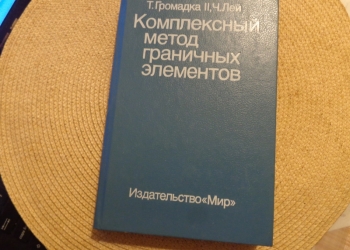 Т. Громадка II, Ч. Лей
Комплексный
метод
граничных
элементов
Издательство «Мир»